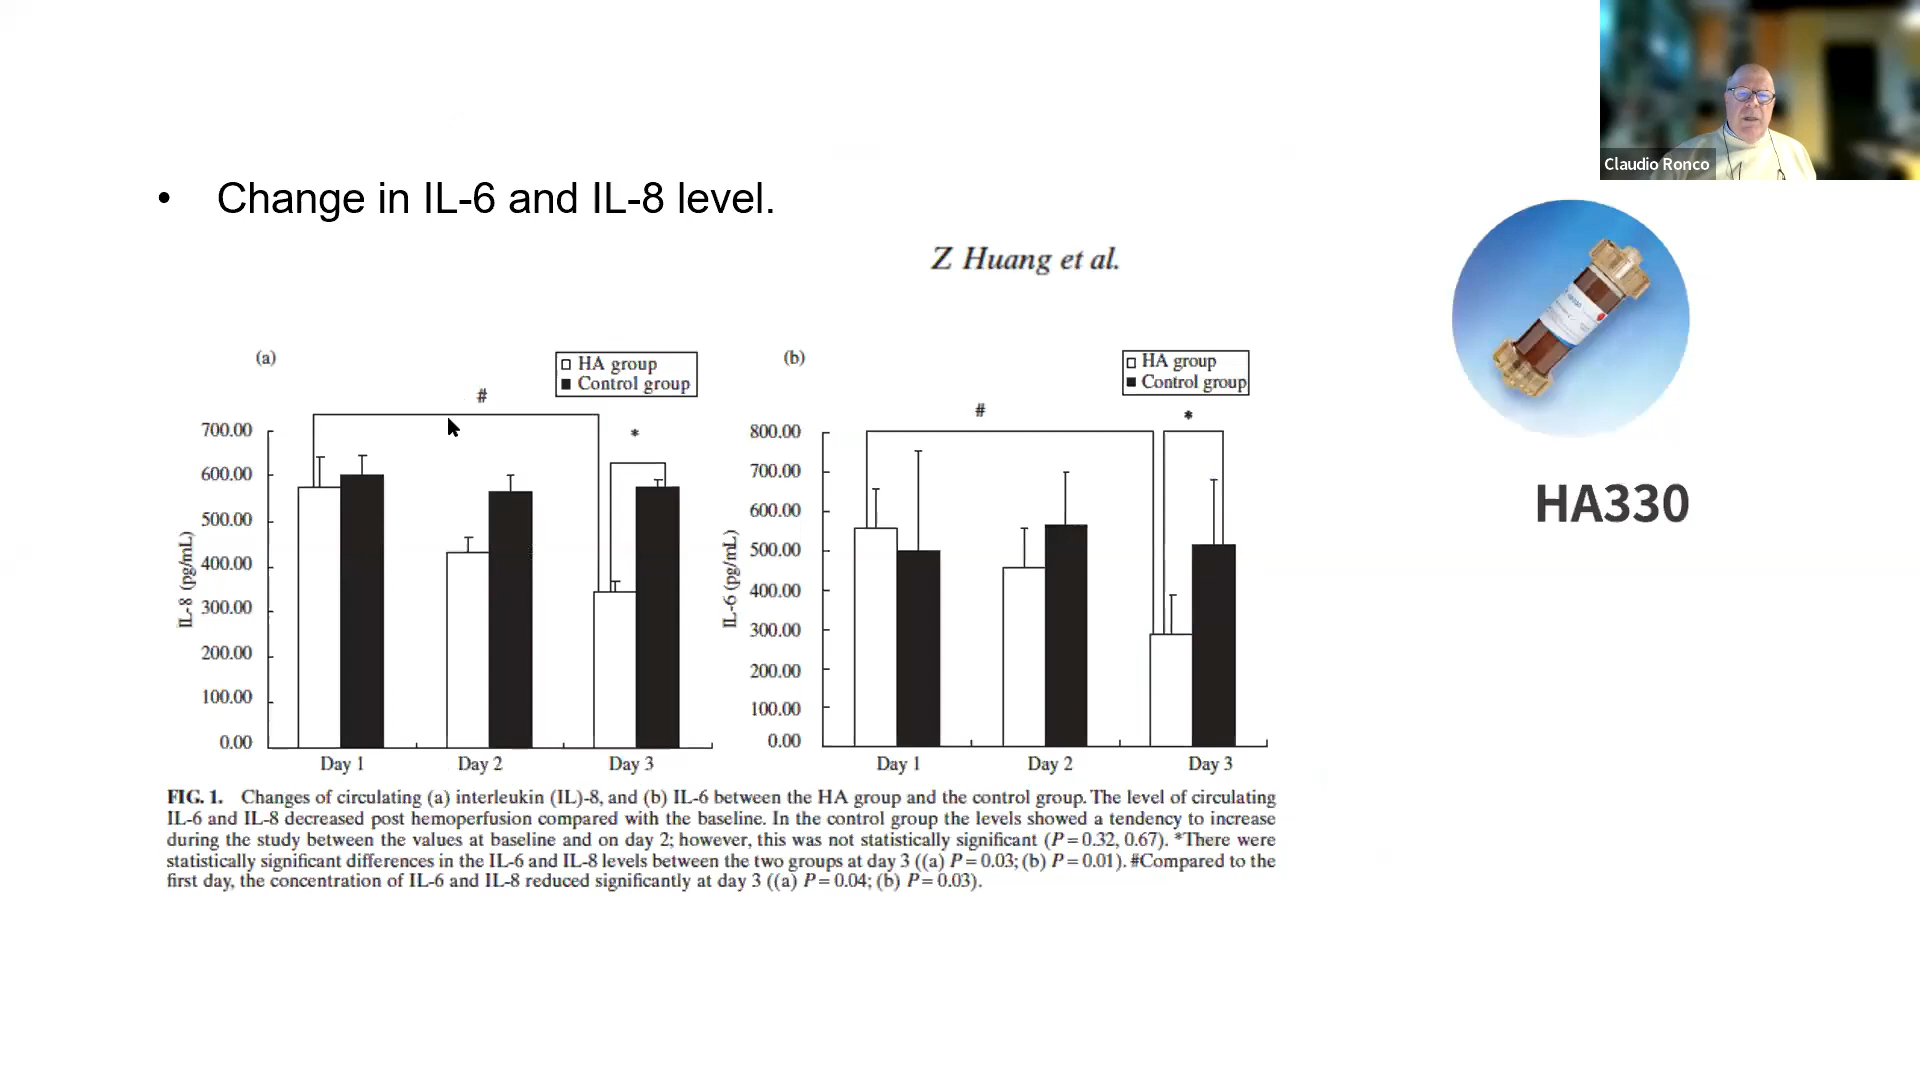 Claudio Ronco
• Change in IL-6 and IL-8 level.
Z Huang et al.
HA330
(a)
HA group
Control group
#
*
700.00
600.00
500.00
400.00
300.00
200.00
100.00
0.00
IL-8 (pg/mL)
Day 1 Day 2 Day 3
(b)
HA group
Control group
#
*
800.00
700.00
600.00
500.00
400.00
300.00
200.00
100.00
0.00
IL-6 (pg/mL)
Day 1 Day 2 Day 3
FIG. 1. Changes of circulating (a) interleukin (IL)-8, and (b) IL-6 between the HA group and the control group. The level of circulating
IL-6 and IL-8 decreased post hemoperfusion compared with the baseline. In the control group the levels showed a tendency to increase
during the study between the values at baseline and on day 2; however, this was not statistically significant (P = 0.32, 0.67). *There were
statistically significant differences in the IL-6 and IL-8 levels between the two groups at day 3 ((a) P = 0.03; (b) P = 0.01). #Compared to the
first day, the concentration of IL-6 and IL-8 reduced significantly at day 3 ((a) P = 0.04; (b) P = 0.03).